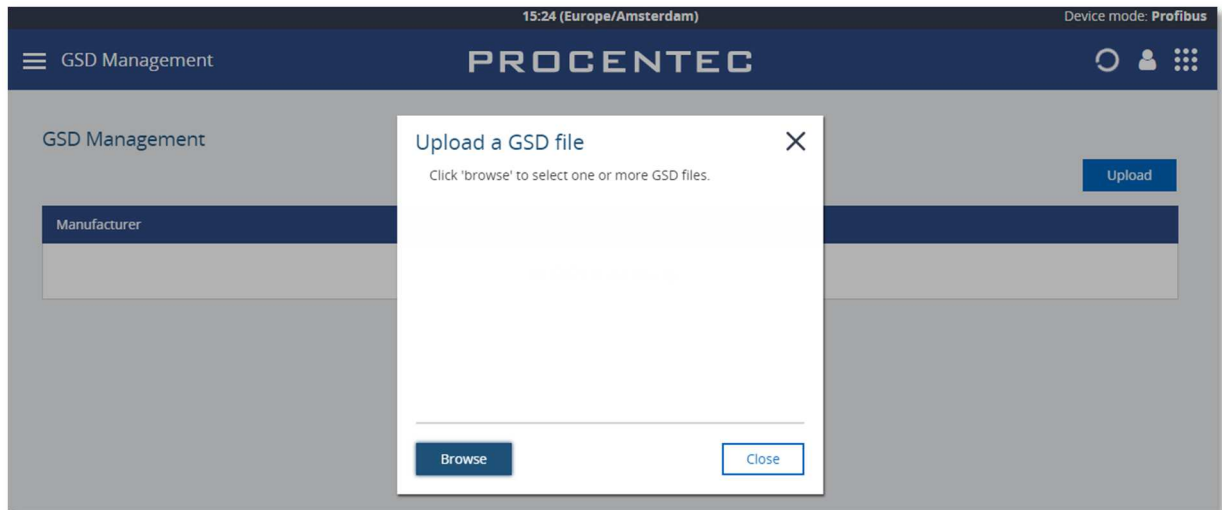 15:24 (Europe/Amsterdam) Device mode: Profibus
GSD Management PROCENTEC
GSD Management
Upload
Manufacturer
Upload a GSD file
Click 'browse' to select one or more GSD files.
Browse Close